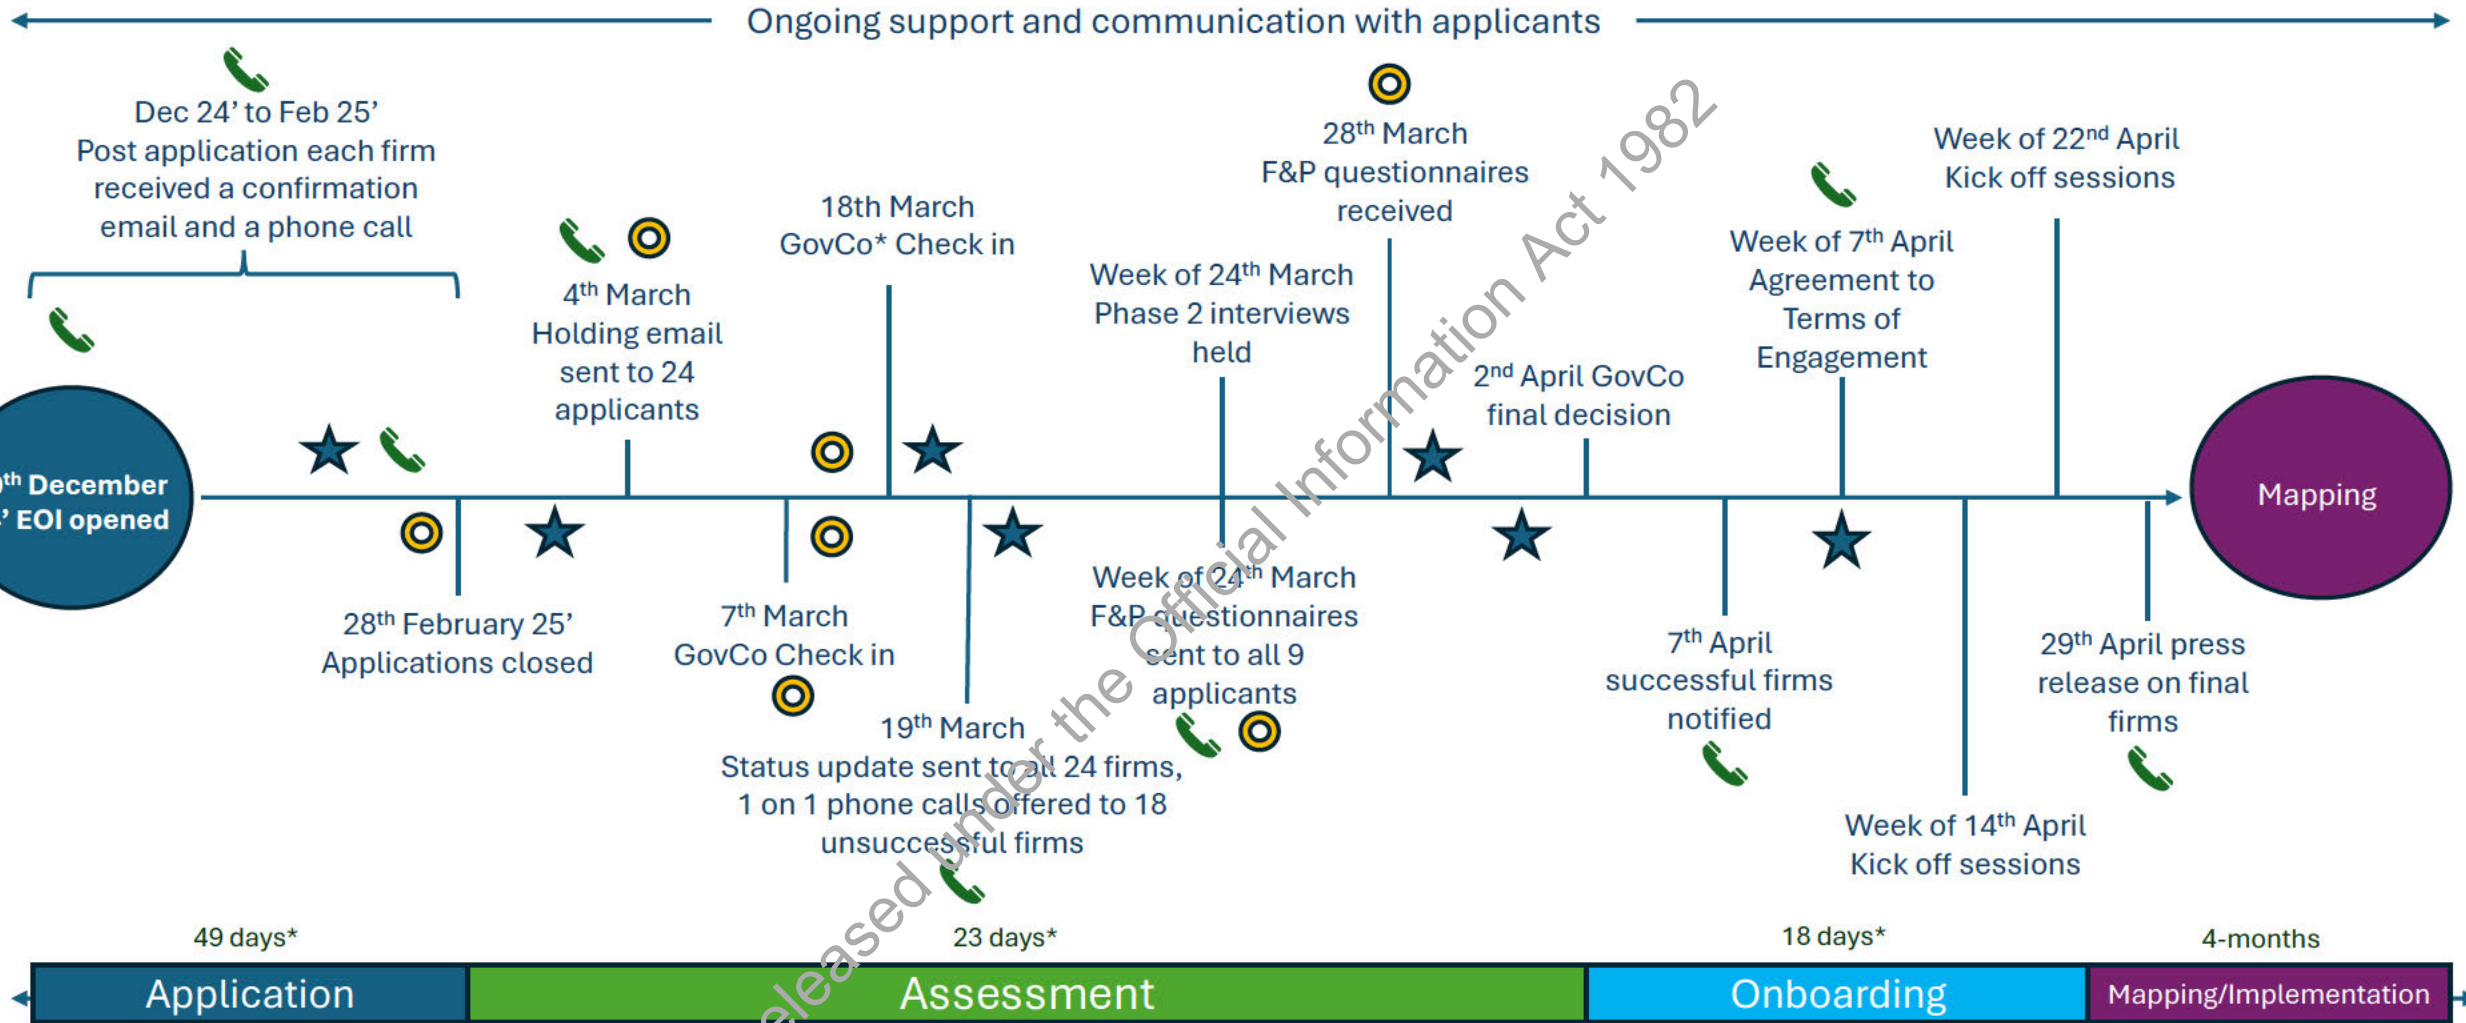 Ongoing support and communication with applicants
Dec 24’ to Feb 25’
Post application each firm
received a confirmation
email and a phone call
4th March
Holding email
sent to 24
applicants
18th March
GovCo* Check in
Week of 24th March
Phase 2 interviews
held
28th March
F&P questionnaires
received
2nd April GovCo
final decision
Week of 7th April
Agreement to
Terms of
Engagement
Week of 22nd April
Kick off sessions
December
EOI opened
Mapping
28th February 25’
Applications closed
7th March
GovCo Check in
19th March
Status update sent to all 24 firms,
1 on 1 phone calls offered to 18
unsuccessful firms
Week of 24th March
F&P questionnaires
sent to all 9
applicants
7th April
successful firms
notified
Week of 14th April
Kick off sessions
29th April press
release on final
firms
49 days*
23 days*
18 days*
4-months
Application
Assessment
Onboarding
Mapping/Implementation
under the Official Information Act 1982